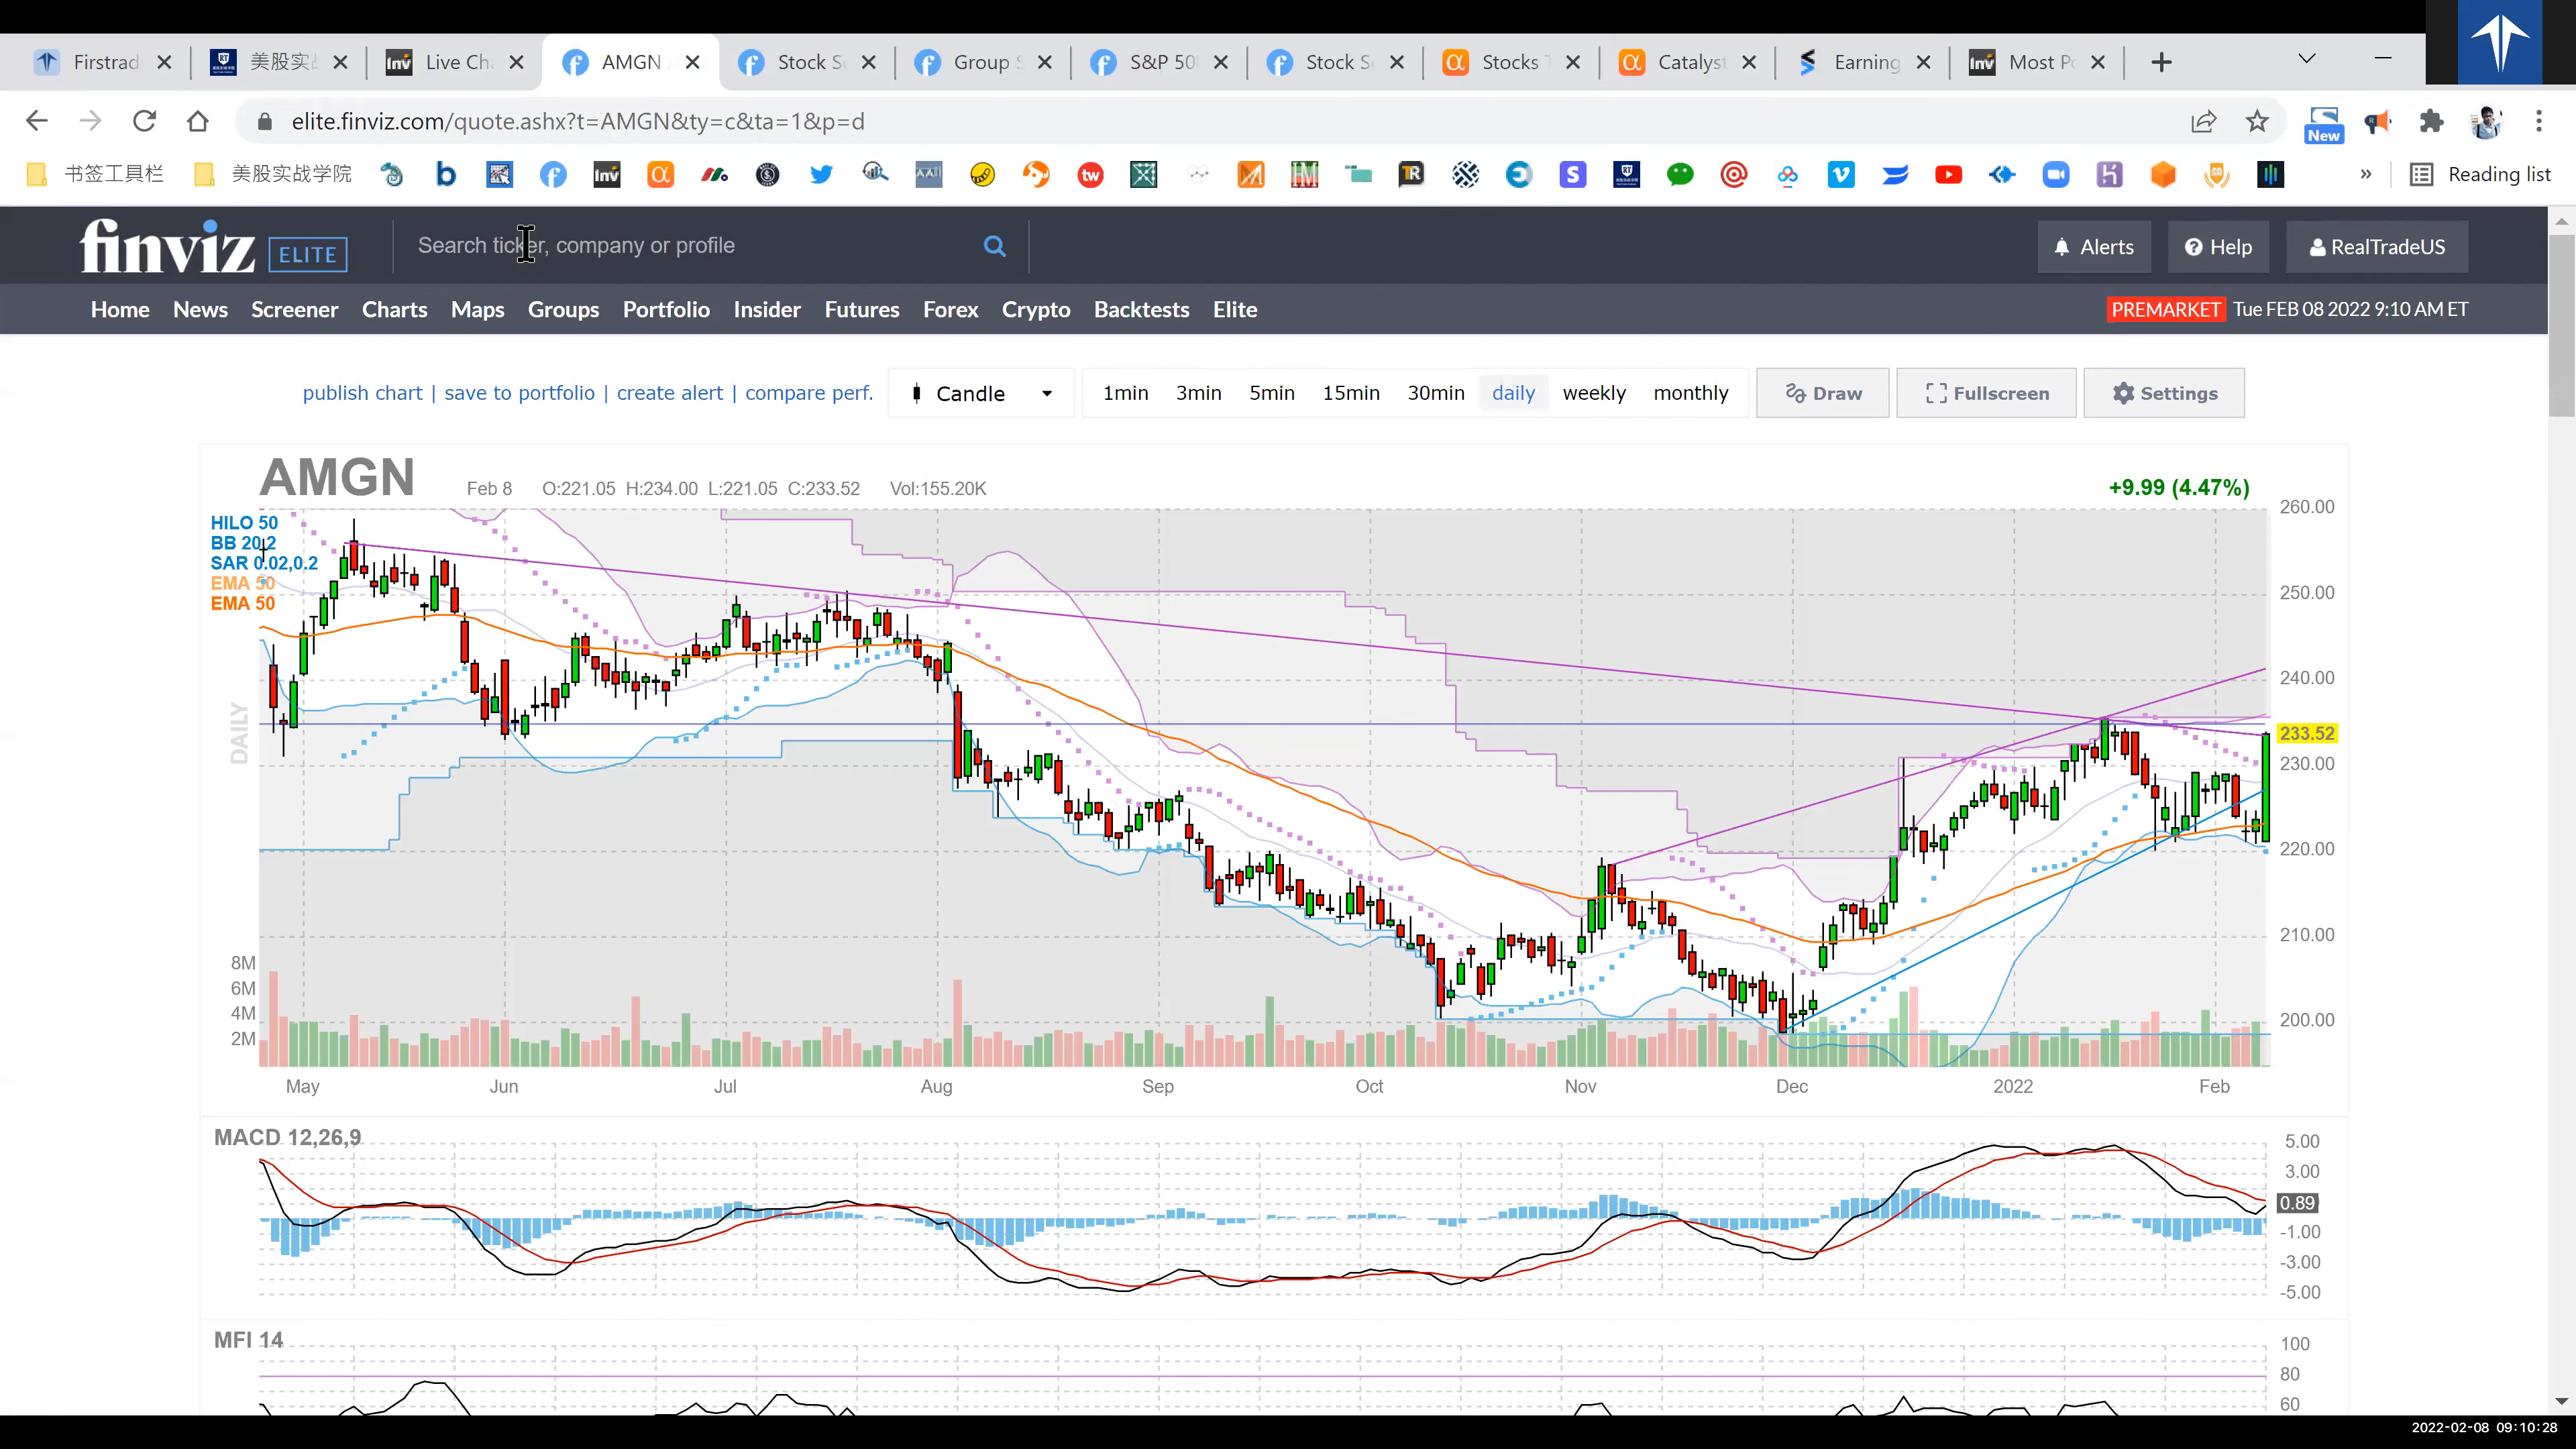 Firstrad
美股实
Live Ch
AMGN
Stock S
Group
S&P 50
Stock S
Stocks
Catalyst
Earning
Most P
elite.finviz.com/quote.ashx?t=AMGN&ty=c&ta=1&p=d
New
书签工具栏
美股实战学院
Reading list
finviz ELITE
Search ticker, company or profile
Alerts
Help
RealTradeUS
Home News Screener Charts Maps Groups Portfolio Insider Futures Forex Crypto Backtests Elite
PREMARKET Tue FEB 08 2022 9:10 AM ET
publish chart | save to portfolio | create alert | compare perf.
Candle
1min 3min 5min 15min 30min daily weekly monthly
Draw
Fullscreen
Settings
AMGN
Feb 8 O:221.05 H:234.00 L:221.05 C:233.52 Vol:155.20K
+9.99 (4.47%)
HILO 50
BB 20,2
SAR 0.02,0.2
EMA 50
EMA 50
DAILY
260.00
250.00
240.00
233.52
230.00
220.00
210.00
200.00
8M
6M
4M
2M
May Jun Jul Aug Sep Oct Nov Dec 2022 Feb
MACD 12,26,9
5.00
3.00
0.89
-1.00
-3.00
-5.00
MFI 14
100
80
60
2022-02-08 09:10:28